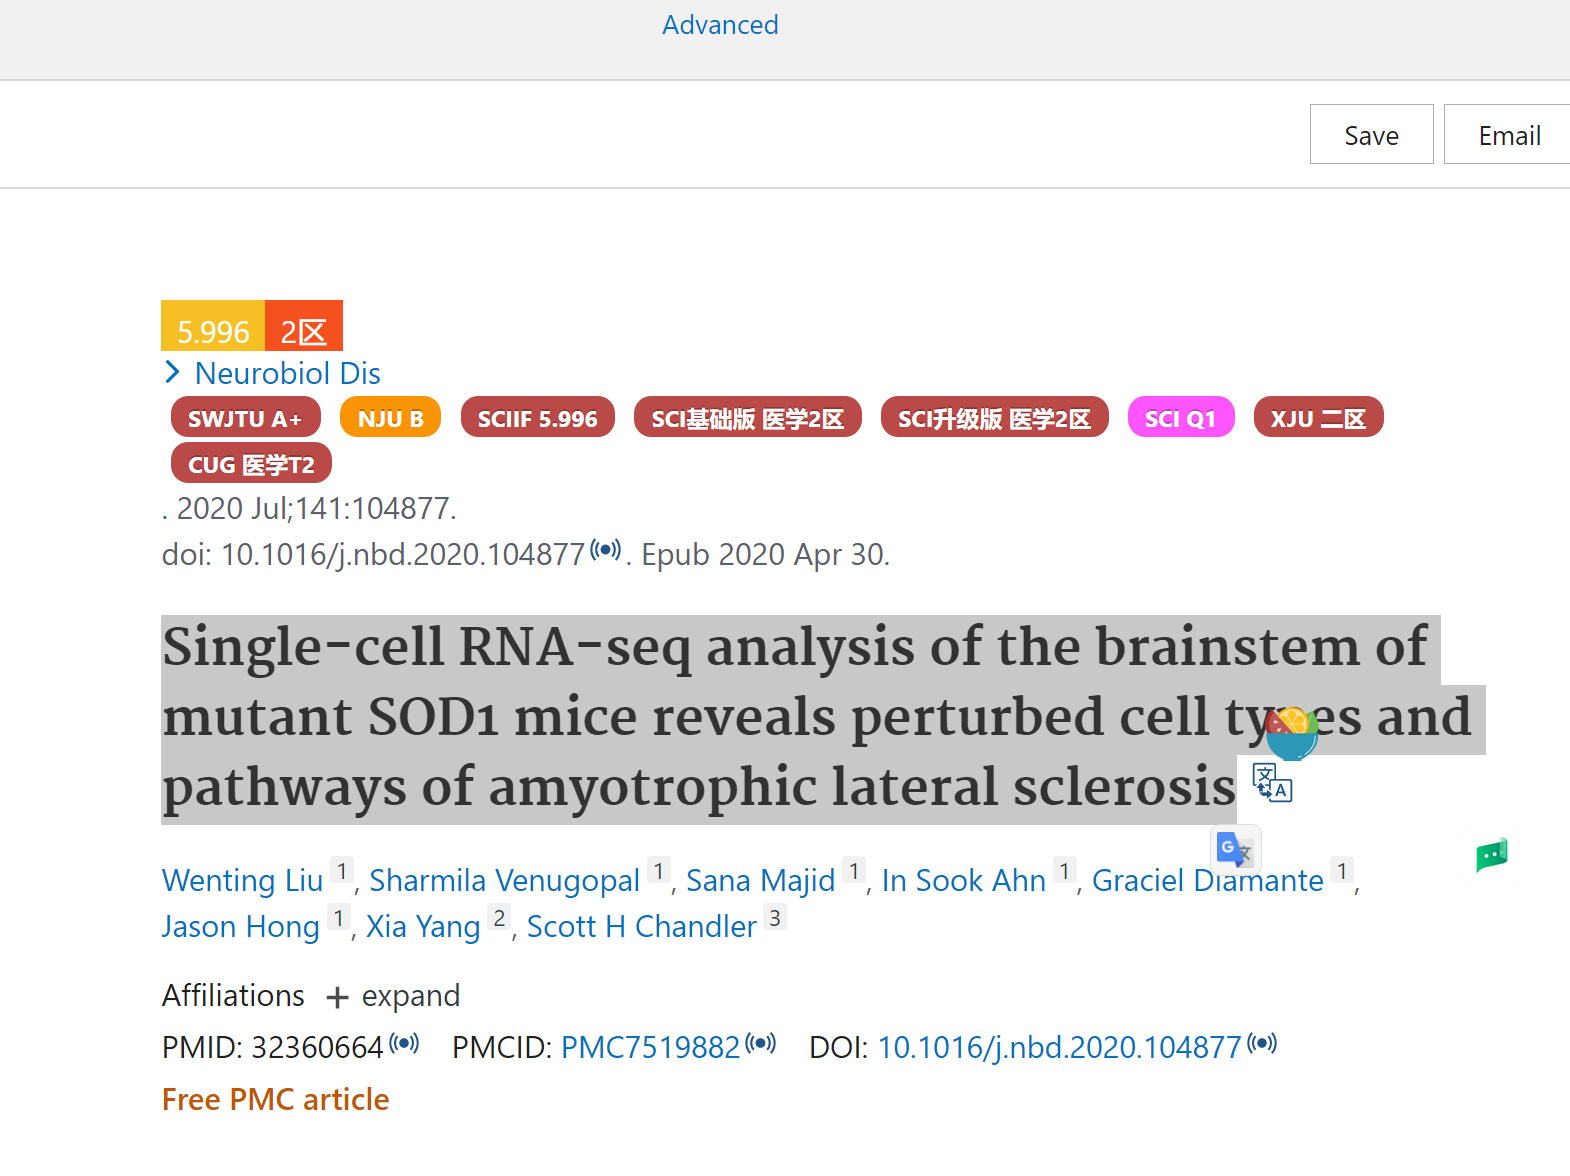 Advanced
Save
Email
5.996 2区
Neurobiol Dis
SWJTU A+ NJU B SCIIF 5.996 SCI基础版 医学2区 SCI升级版 医学2区 SCI Q1 XJU 二区
CUG 医学T2
. 2020 Jul;141:104877.
doi: 10.1016/j.nbd.2020.104877. Epub 2020 Apr 30.
Single-cell RNA-seq analysis of the brainstem of
mutant SOD1 mice reveals perturbed cell types and
pathways of amyotrophic lateral sclerosis
Wenting Liu 1, Sharmila Venugopal 1, Sana Majid 1, In Sook Ahn 1, Graciel Diamante 1,
Jason Hong 1, Xia Yang 2, Scott H Chandler 3
Affiliations + expand
PMID: 32360664 PMCID: PMC7519882 DOI: 10.1016/j.nbd.2020.104877
Free PMC article